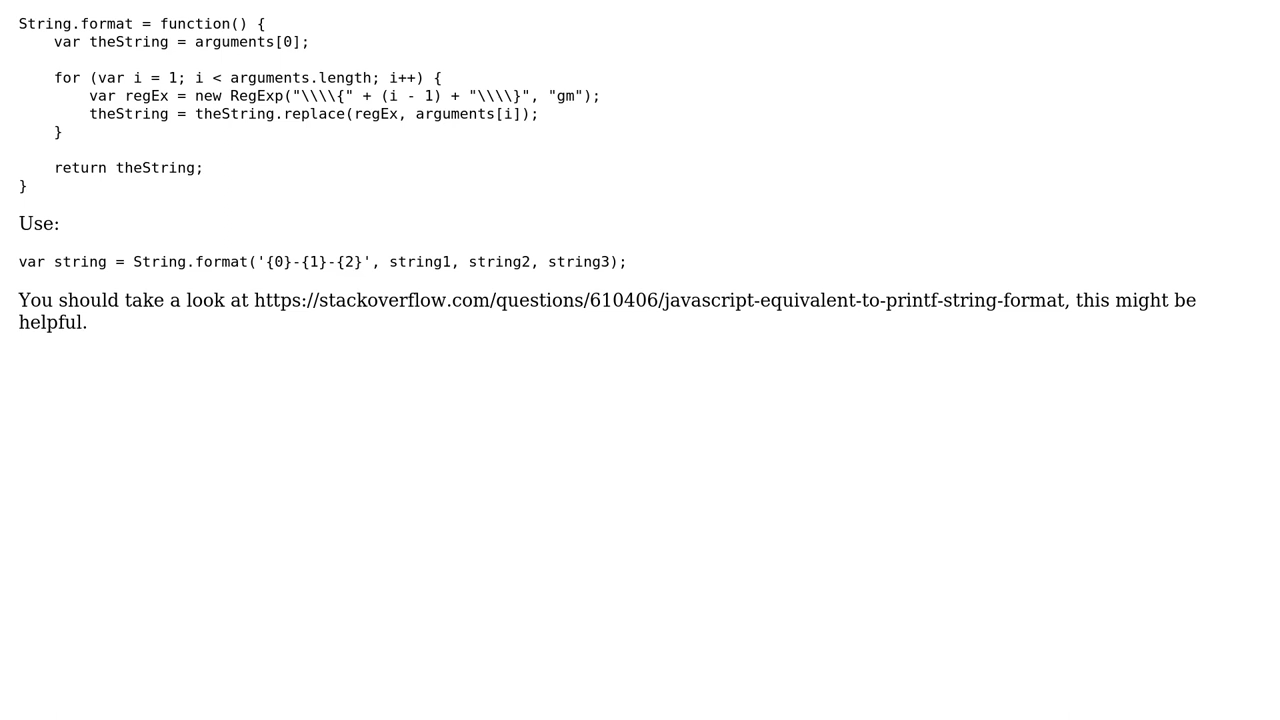 String.format = function() {
    var theString = arguments[0];

    for (var i = 1; i < arguments.length; i++) {
        var regEx = new RegExp("\\\\{" + (i - 1) + "\\\\}", "gm");
        theString = theString.replace(regEx, arguments[i]);
    }

    return theString;
}
Use:
var string = String.format('{0}-{1}-{2}', string1, string2, string3);
You should take a look at https://stackoverflow.com/questions/610406/javascript-equivalent-to-printf-string-format, this might be
helpful.